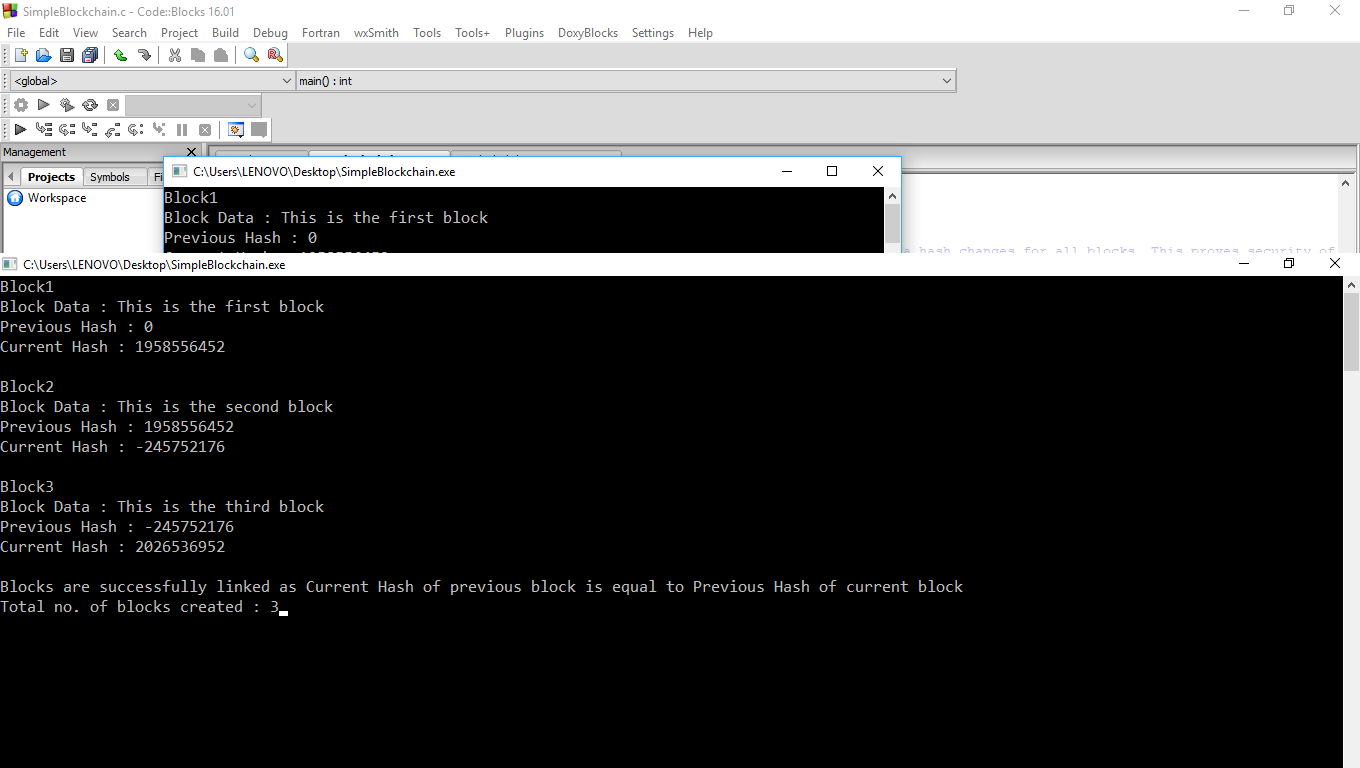 SimpleBlockchain.c - Code::Blocks 16.01
File Edit View Search Project Build Debug Fortran wxSmith Tools Tools+ Plugins DoxyBlocks Settings Help
<global> main() : int
Management
Projects Symbols
Workspace
C:\Users\LENOVO\Desktop\SimpleBlockchain.exe
Block1
Block Data : This is the first block
Previous Hash : 0
hash changes for all blocks. This proves security of
C:\Users\LENOVO\Desktop\SimpleBlockchain.exe
Block1
Block Data : This is the first block
Previous Hash : 0
Current Hash : 1958556452
Block2
Block Data : This is the second block
Previous Hash : 1958556452
Current Hash : -245752176
Block3
Block Data : This is the third block
Previous Hash : -245752176
Current Hash : 2026536952
Blocks are successfully linked as Current Hash of previous block is equal to Previous Hash of current block
Total no. of blocks created : 3